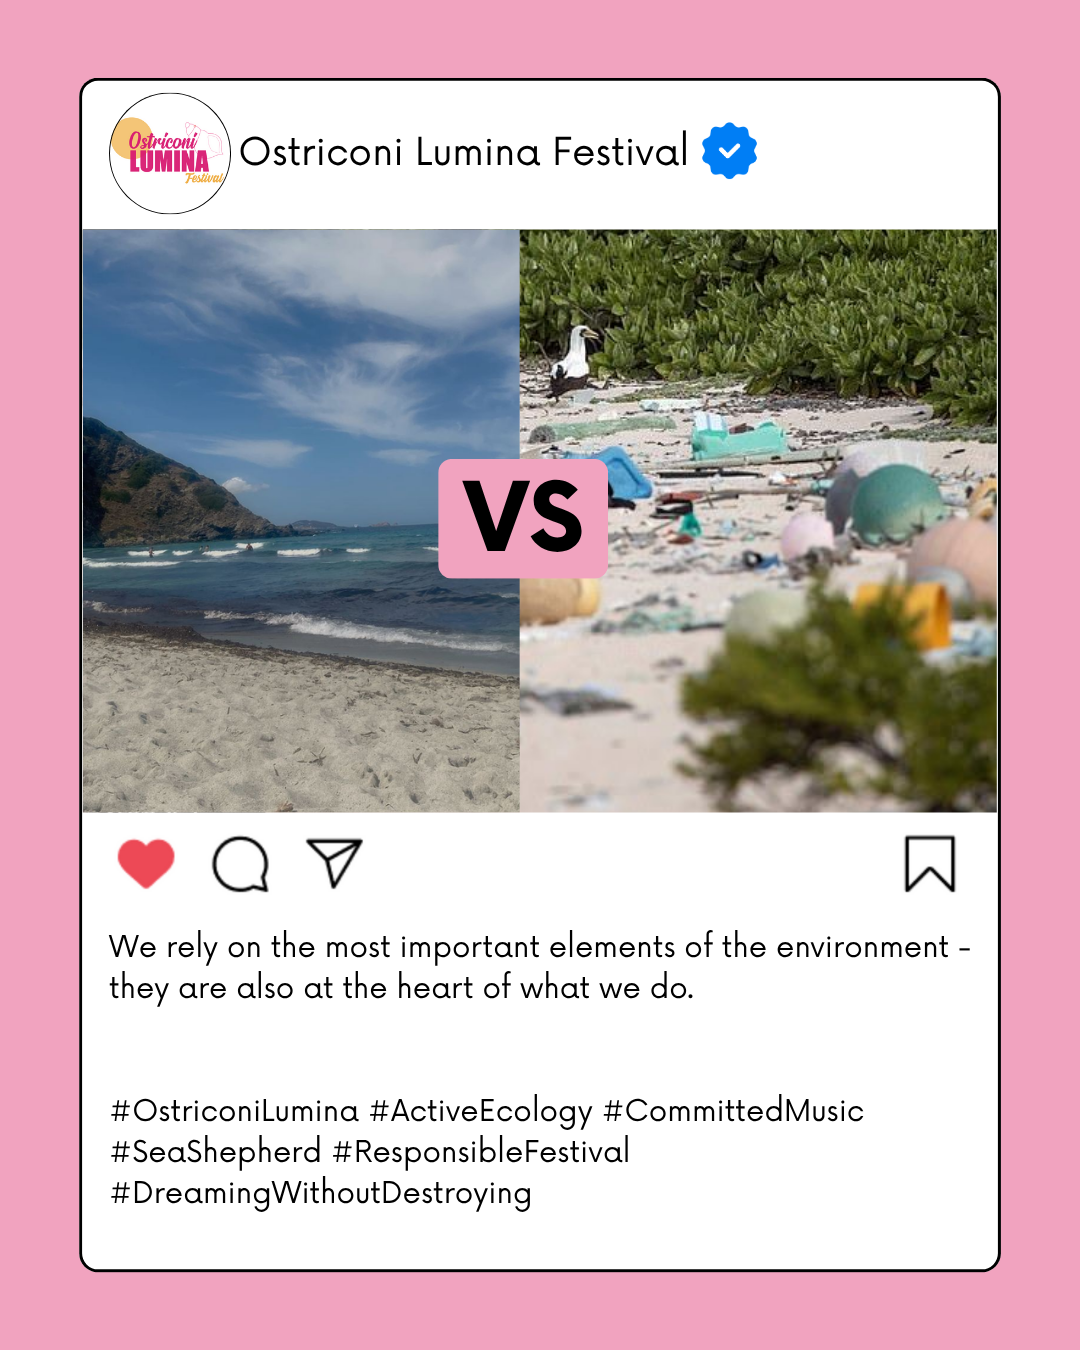 Ostriconi
LUMINA
Festival
Ostriconi Lumina Festival
VS
We rely on the most important elements of the environment -
they are also at the heart of what we do.
#OstriconiLumina #ActiveEcology #CommittedMusic
#SeaShepherd #ResponsibleFestival
#DreamingWithoutDestroying